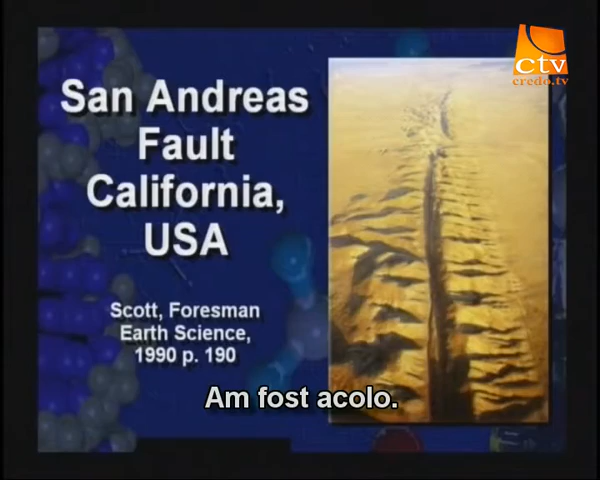 ctv
credo.tv
San Andreas
Fault
California,
USA
Scott, Foresman
Earth Science,
1990 p. 190
Am fost acolo.